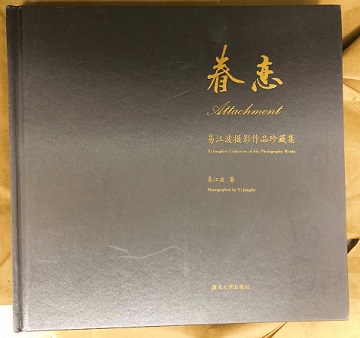 眷恋
Attachment
易江波摄影作品珍藏集
Yi Jiangbo's Collection of His Photography Works
易江波 著
Photographed by Yi Jiangbo